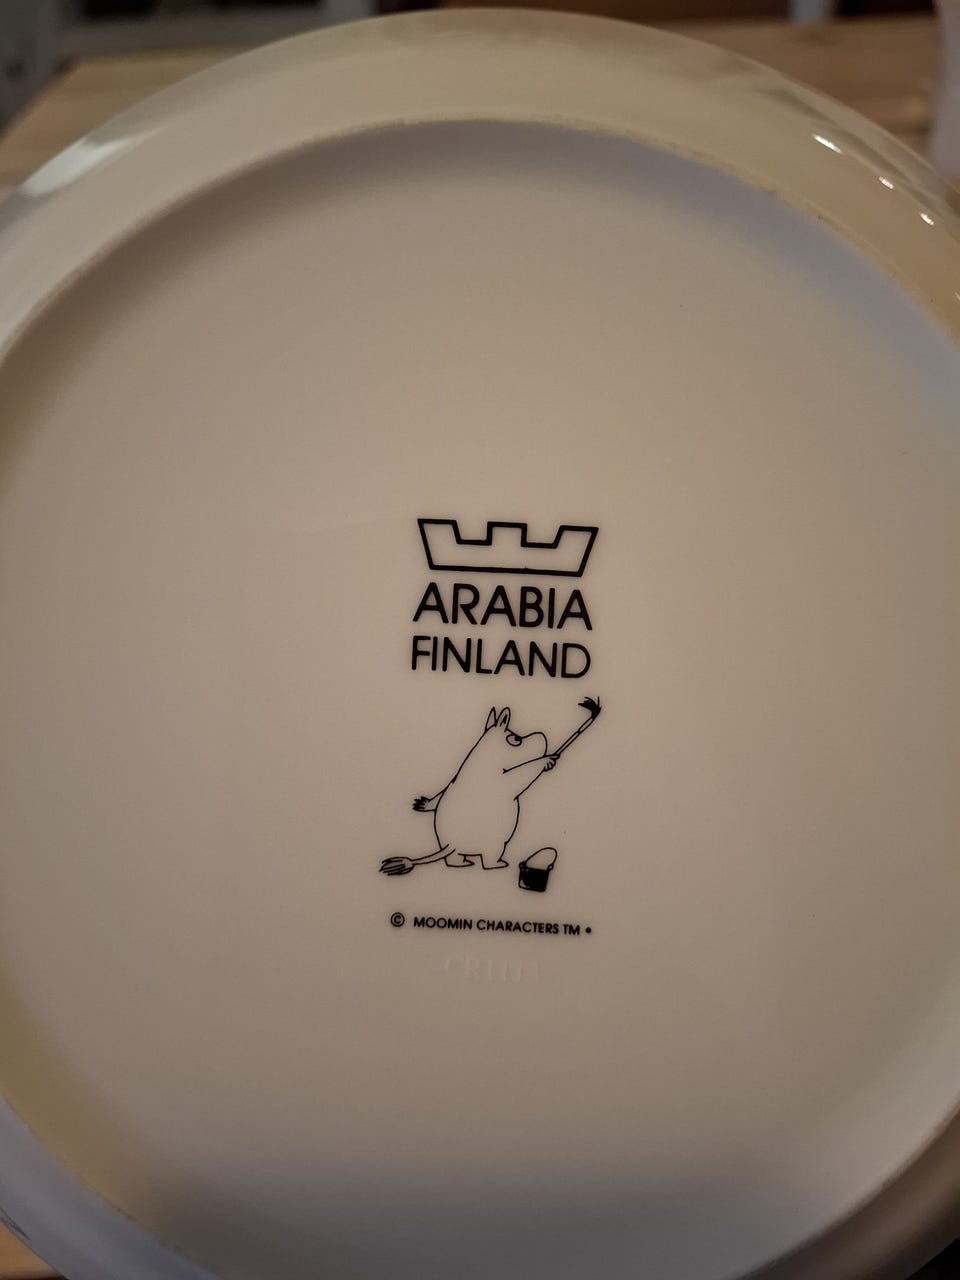 ARABIA
FINLAND
© MOOMIN CHARACTERS TM •